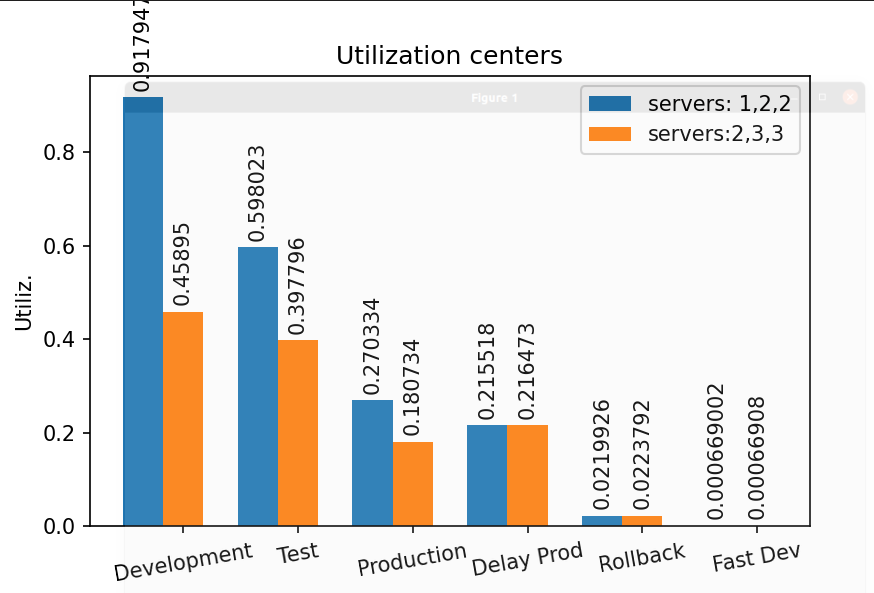 Utilization centers
Figure 1
servers: 1,2,2
servers:2,3,3
Utiliz.
0.8
0.6
0.4
0.2
0.0
0.917947
0.45895
0.598023
0.397796
0.270334
0.180734
0.215518
0.216473
0.0219926
0.0223792
0.000669002
0.00066908
Development
Test
Production
Delay Prod
Rollback
Fast Dev